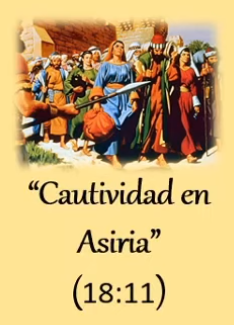 “Cautividad en
Asiria”
(18:11)